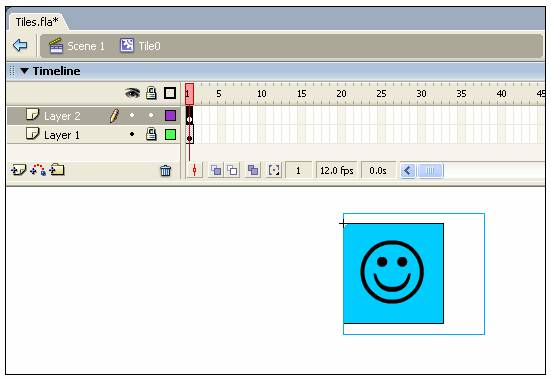 Tiles.fla*
Scene 1 Tile0
Timeline
1 5 10 15 20 25 30 35 40 45
Layer 2
Layer 1
1 12.0 fps 0.0s